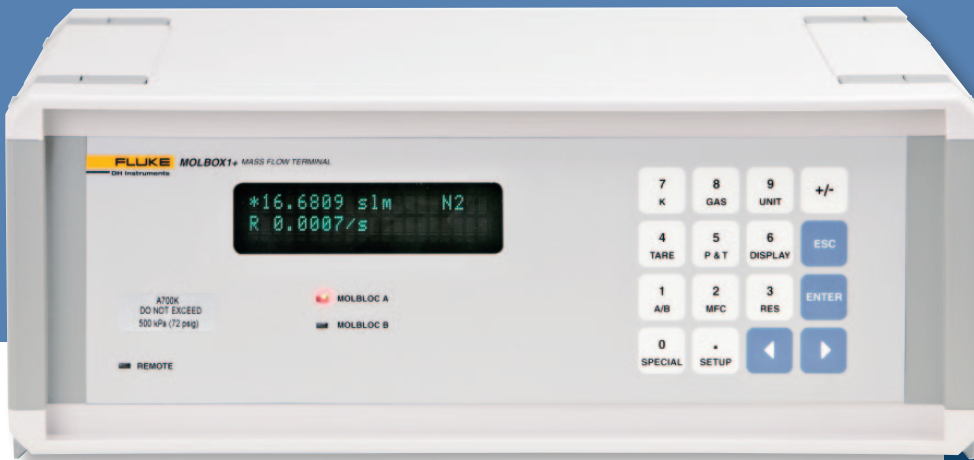 FLUKE
DH Instruments
MOLBOX1+ MASS FLOW TERMINAL
*16.6809 slm N2
R 0.0007/s
A700K
DO NOT EXCEED
500 kPa (72 psig)
MOLBLOC A
MOLBLOC B
REMOTE
7 8 9 +/-
K GAS UNIT
4 5 6 ESC
TARE P & T DISPLAY
1 2 3 ENTER
A/B MFC RES
0 .
SPECIAL SETUP